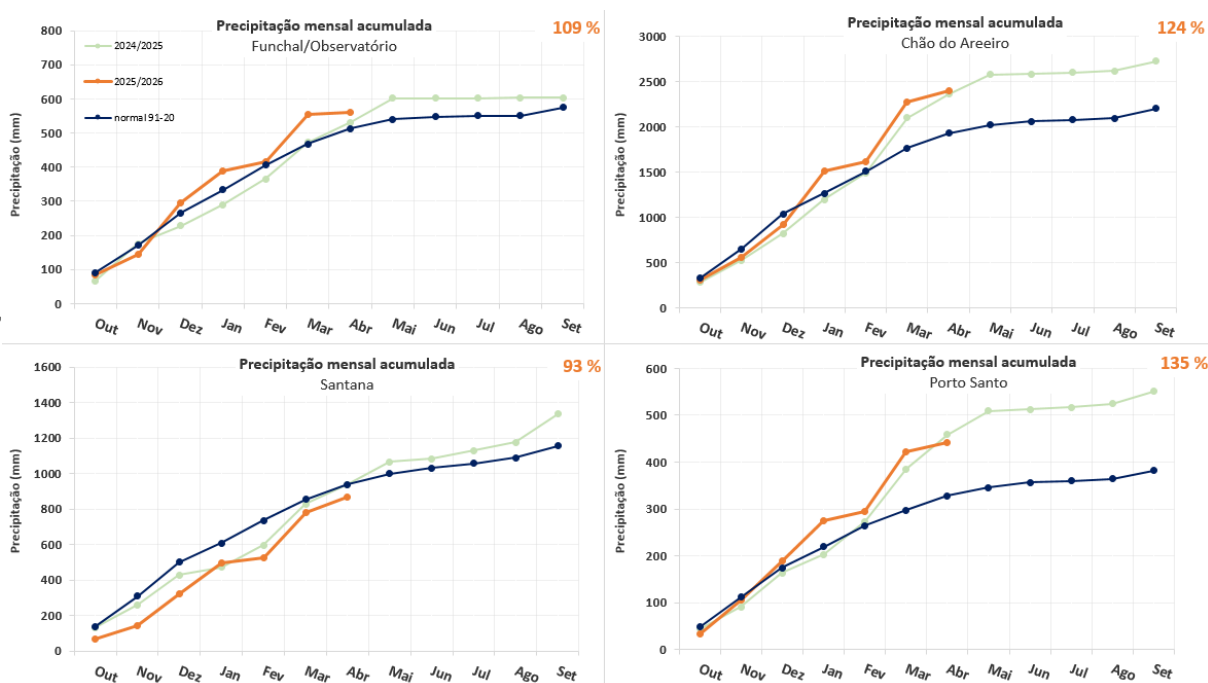 Precipitação mensal acumulada
109 %
Funchal/Observatório
2024/2025
2025/2026
normal 91-20
Precipitação (mm)
800
700
600
500
400
300
200
100
0
Out Nov Dez Jan Fev Mar Abr Mai Jun Jul Ago Set
Precipitação mensal acumulada
124 %
Chão do Areeiro
Precipitação (mm)
3000
2500
2000
1500
1000
500
0
Out Nov Dez Jan Fev Mar Abr Mai Jun Jul Ago Set
Precipitação mensal acumulada
93 %
Santana
Precipitação (mm)
1600
1400
1200
1000
800
600
400
200
0
Out Nov Dez Jan Fev Mar Abr Mai Jun Jul Ago Set
Precipitação mensal acumulada
135 %
Porto Santo
Precipitação (mm)
600
500
400
300
200
100
0
Out Nov Dez Jan Fev Mar Abr Mai Jun Jul Ago Set